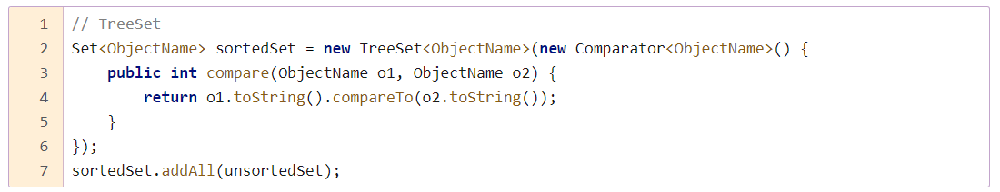 1 // TreeSet
2 Set<ObjectName> sortedSet = new TreeSet<ObjectName>(new Comparator<ObjectName>() {
3     public int compare(ObjectName o1, ObjectName o2) {
4         return o1.toString().compareTo(o2.toString());
5     }
6 });
7 sortedSet.addAll(unsortedSet);